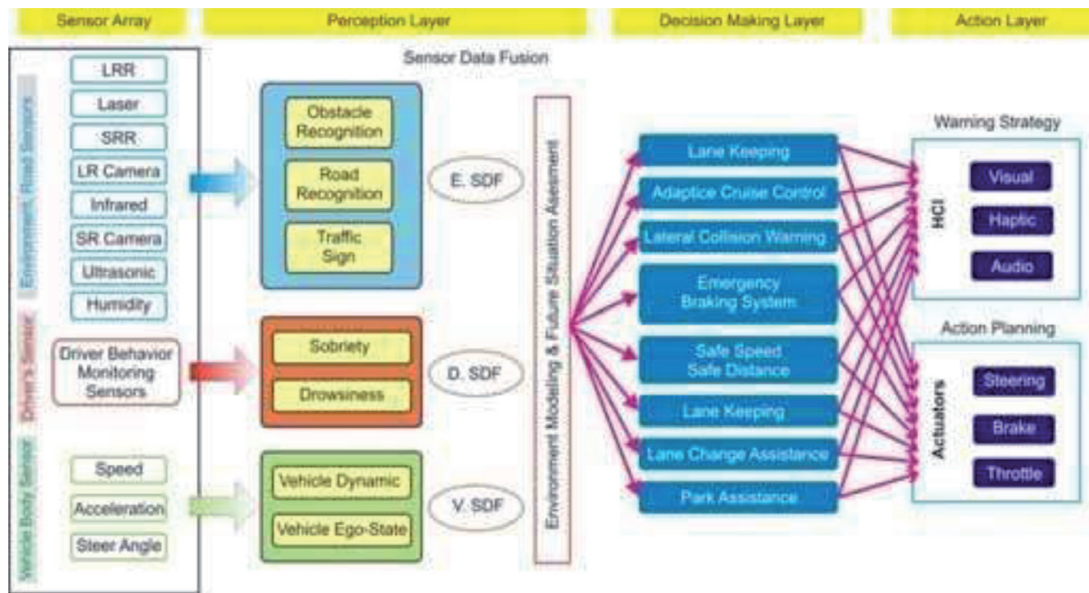 Sensor Array
Perception Layer
Decision Making Layer
Action Layer
Environment Road Sensors
LRR
Laser
SRR
LR Camera
Infrared
SR Camera
Ultrasonic
Humidity
Driver's Sensor
Driver Behavior
Monitoring
Sensors
Vehicle Body Sensor
Speed
Acceleration
Steer Angle
Sensor Data Fusion
Obstacle
Recognition
Road
Recognition
Traffic
Sign
E. SDF
Sobriety
Drowsiness
D. SDF
Vehicle Dynamic
Vehicle Ego-State
V. SDF
Environment Modeling & Future Situation Assesment
Lane Keeping
Adaptice Cruise Control
Lateral Collision Warning
Emergency
Braking System
Safe Speed
Safe Distance
Lane Keeping
Lane Change Assistance
Park Assistance
Warning Strategy
HCI
Visual
Haptic
Audio
Action Planning
Actuators
Steering
Brake
Throttle